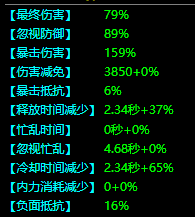 【最终伤害】 79%
【忽视防御】 89%
【暴击伤害】 159%
【伤害减免】 3850+0%
【暴击抵抗】 6%
【释放时间减少】 2.34秒+37%
【忙乱时间】 0秒+0%
【忽视忙乱】 4.68秒+0%
【冷却时间减少】 2.34秒+65%
【内力消耗减少】 0+0%
【负面抵抗】 16%